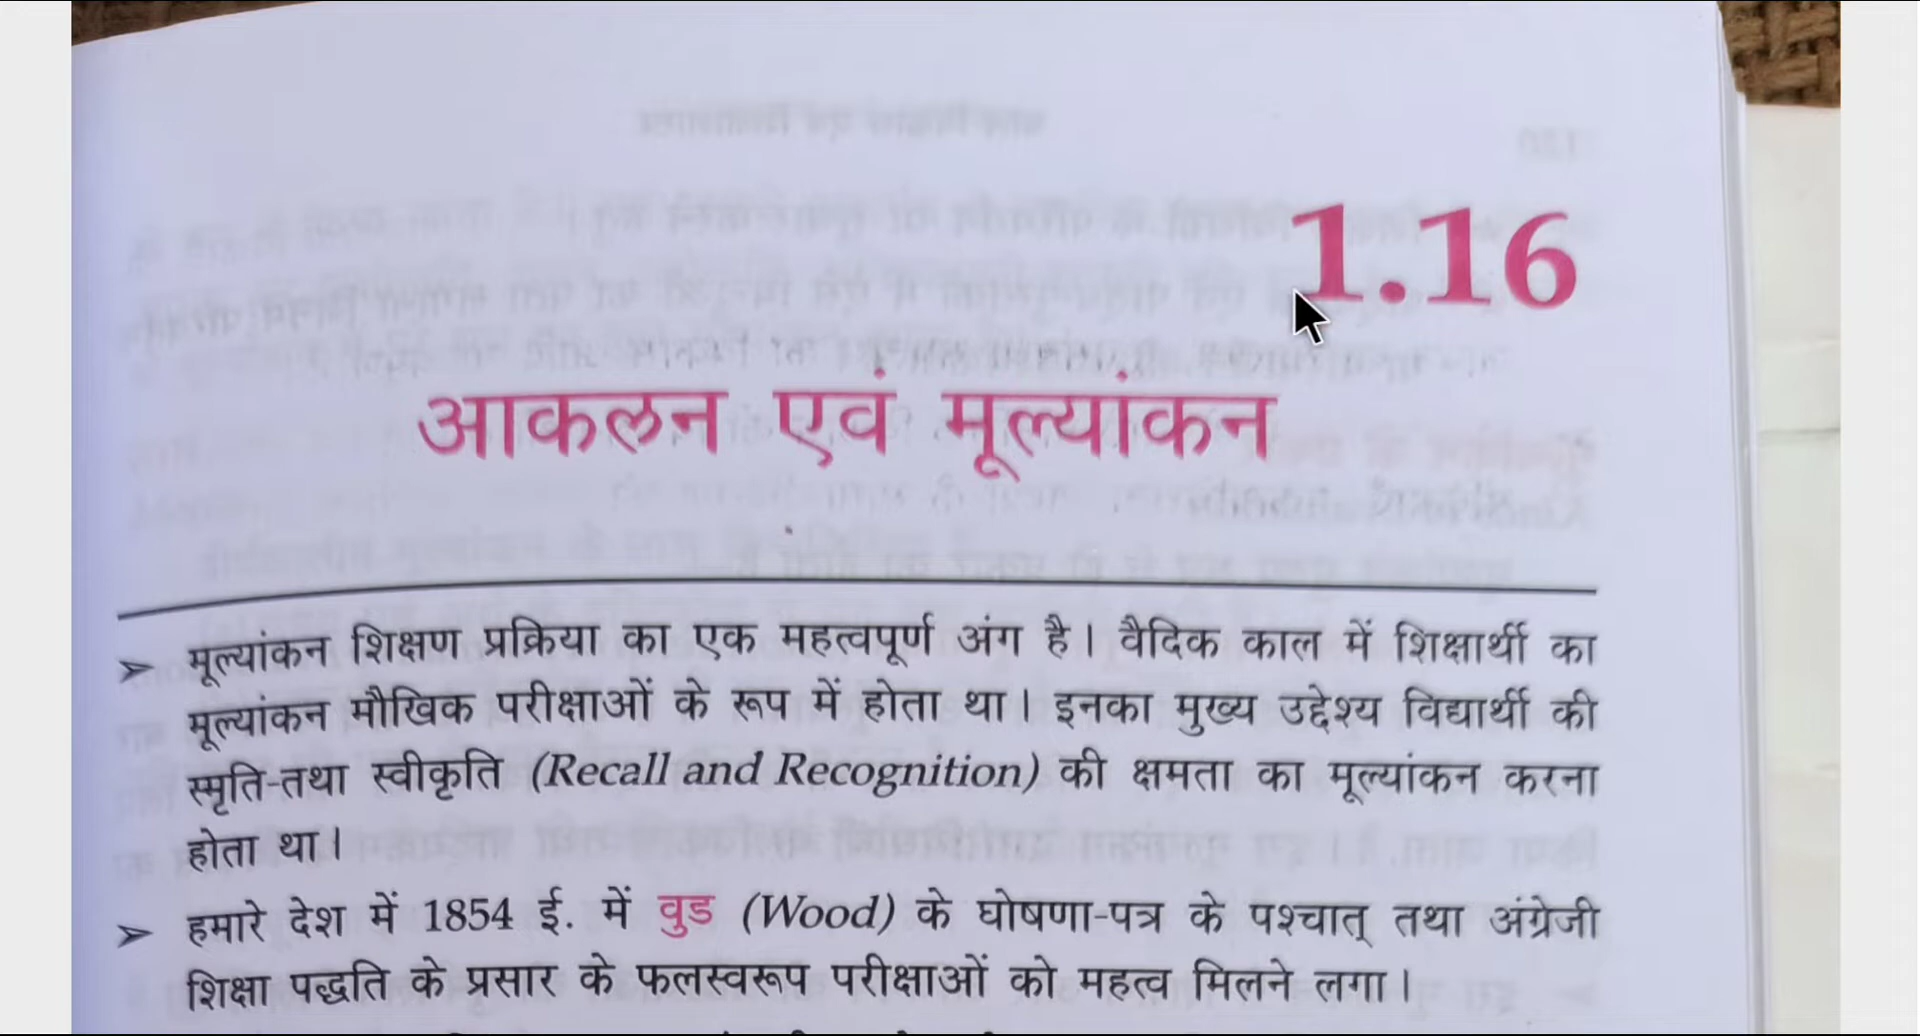 1.16
आकलन एवं मूल्यांकन
➤ मूल्यांकन शिक्षण प्रक्रिया का एक महत्वपूर्ण अंग है। वैदिक काल में शिक्षार्थी का
मूल्यांकन मौखिक परीक्षाओं के रूप में होता था। इनका मुख्य उद्देश्य विद्यार्थी की
स्मृति-तथा स्वीकृति (Recall and Recognition) की क्षमता का मूल्यांकन करना
होता था।
➤ हमारे देश में 1854 ई. में वुड (Wood) के घोषणा-पत्र के पश्चात् तथा अंग्रेजी
शिक्षा पद्धति के प्रसार के फलस्वरूप परीक्षाओं को महत्व मिलने लगा।